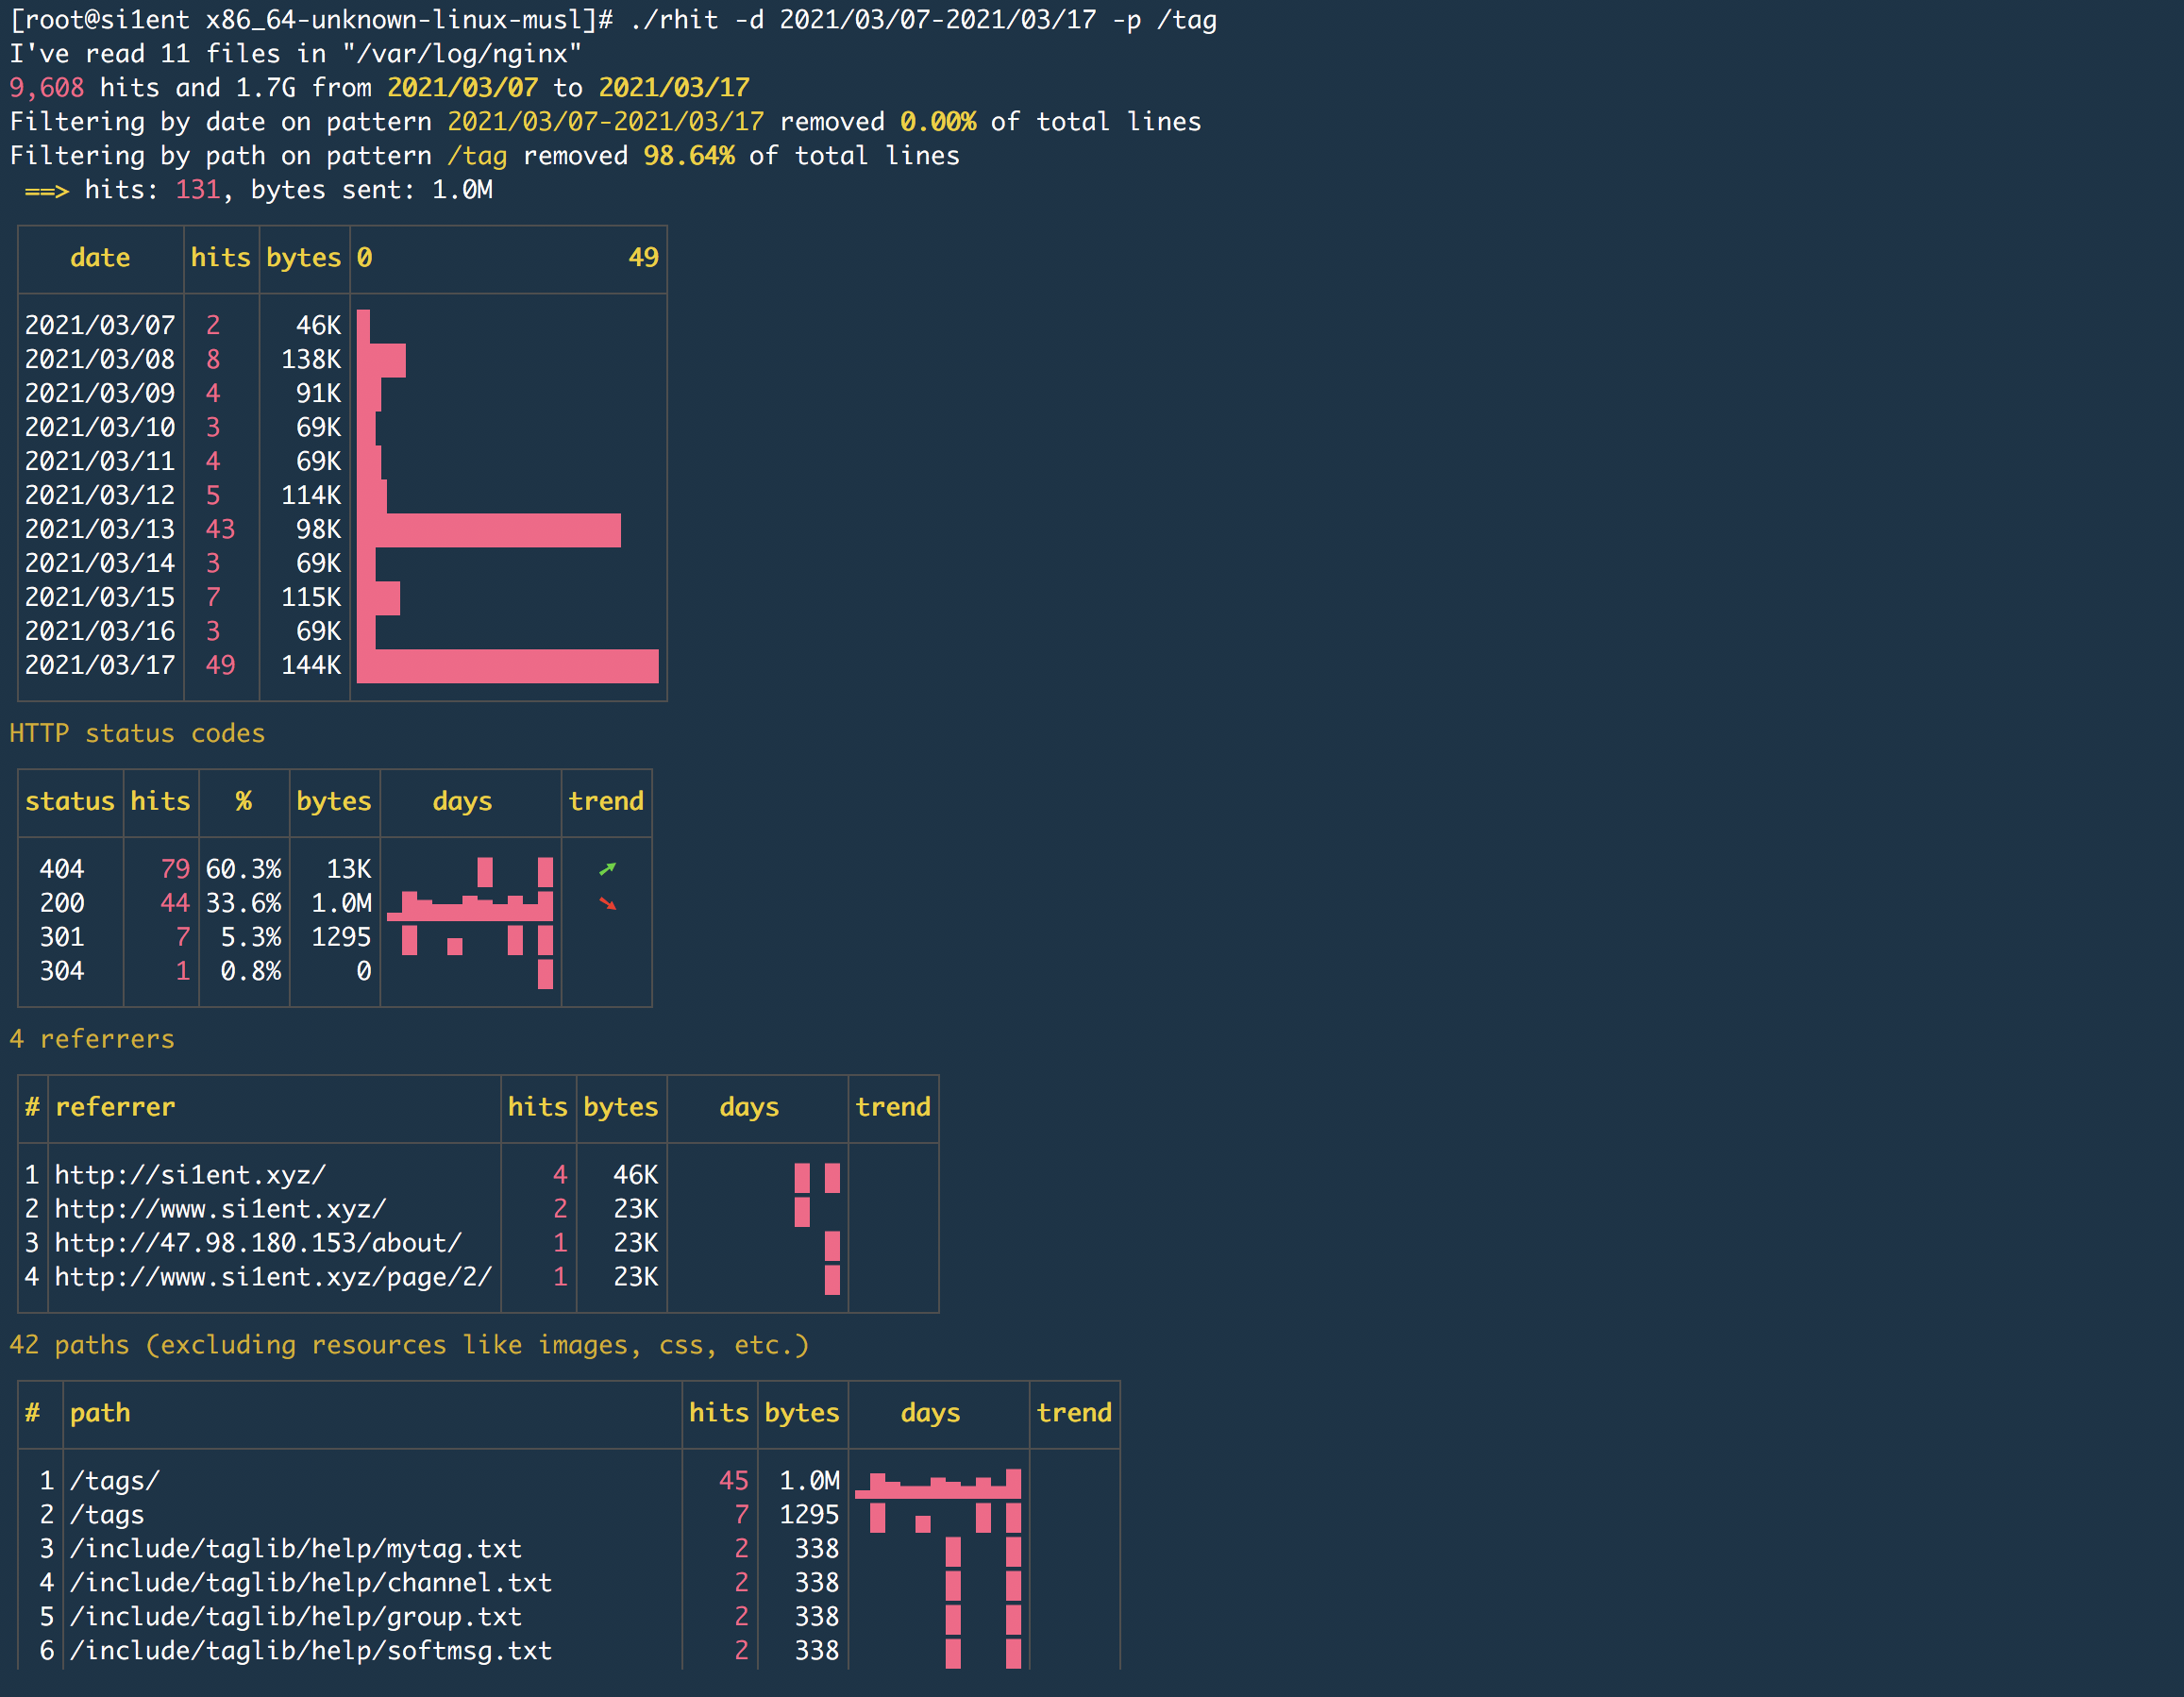 [root@si1ent x86_64-unknown-linux-musl]# ./rhit -d 2021/03/07-2021/03/17 -p /tag
I've read 11 files in "/var/log/nginx"
9,608 hits and 1.7G from 2021/03/07 to 2021/03/17
Filtering by date on pattern 2021/03/07-2021/03/17 removed 0.00% of total lines
Filtering by path on pattern /tag removed 98.64% of total lines
==> hits: 131, bytes sent: 1.0M
date hits bytes 0 49
2021/03/07 2 46K
2021/03/08 8 138K
2021/03/09 4 91K
2021/03/10 3 69K
2021/03/11 4 69K
2021/03/12 5 114K
2021/03/13 43 98K
2021/03/14 3 69K
2021/03/15 7 115K
2021/03/16 3 69K
2021/03/17 49 144K
HTTP status codes
status hits % bytes days trend
404 79 60.3% 13K
200 44 33.6% 1.0M
301 7 5.3% 1295
304 1 0.8% 0
4 referrers
# referrer hits bytes days trend
1 http://si1ent.xyz/ 4 46K
2 http://www.si1ent.xyz/ 2 23K
3 http://47.98.180.153/about/ 1 23K
4 http://www.si1ent.xyz/page/2/ 1 23K
42 paths (excluding resources like images, css, etc.)
# path hits bytes days trend
1 /tags/ 45 1.0M
2 /tags 7 1295
3 /include/taglib/help/mytag.txt 2 338
4 /include/taglib/help/channel.txt 2 338
5 /include/taglib/help/group.txt 2 338
6 /include/taglib/help/softmsg.txt 2 338